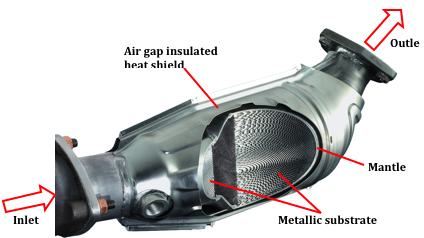 Outle
Air gap insulated
heat shield
Mantle
Inlet
Metallic substrate